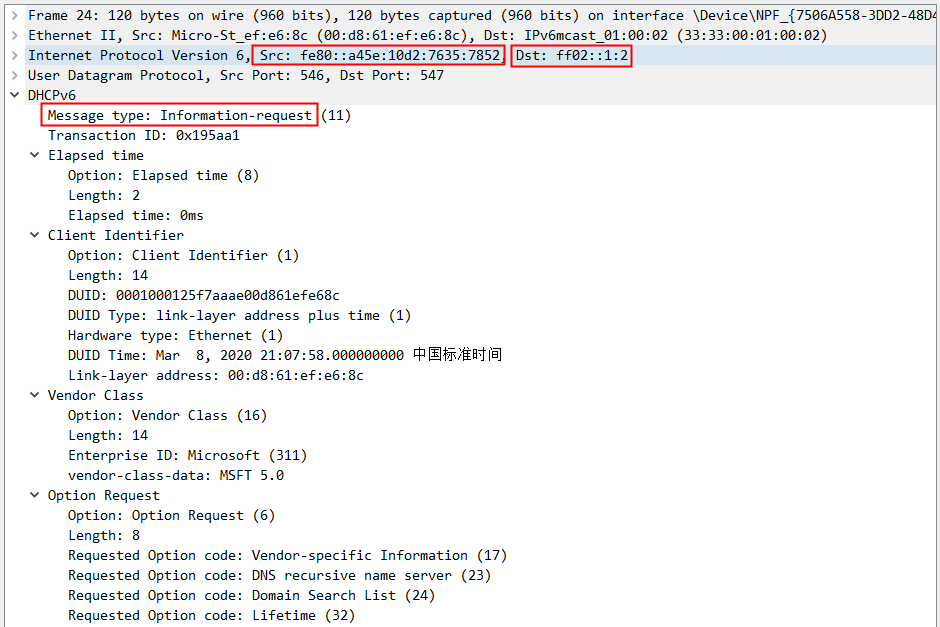 Frame 24: 120 bytes on wire (960 bits), 120 bytes captured (960 bits) on interface \Device\NPF_{7506A558-3DD2-48D4
Ethernet II, Src: Micro-St_ef:e6:8c (00:d8:61:ef:e6:8c), Dst: IPv6mcast_01:00:02 (33:33:00:01:00:02)
Internet Protocol Version 6, Src: fe80::a45e:10d2:7635:7852, Dst: ff02::1:2
User Datagram Protocol, Src Port: 546, Dst Port: 547
DHCPv6
Message type: Information-request (11)
Transaction ID: 0x195aa1
Elapsed time
Option: Elapsed time (8)
Length: 2
Elapsed time: 0ms
Client Identifier
Option: Client Identifier (1)
Length: 14
DUID: 0001000125f7aaae00d861efe68c
DUID Type: link-layer address plus time (1)
Hardware type: Ethernet (1)
DUID Time: Mar  8, 2020 21:07:58.000000000 中国标准时间
Link-layer address: 00:d8:61:ef:e6:8c
Vendor Class
Option: Vendor Class (16)
Length: 14
Enterprise ID: Microsoft (311)
vendor-class-data: MSFT 5.0
Option Request
Option: Option Request (6)
Length: 8
Requested Option code: Vendor-specific Information (17)
Requested Option code: DNS recursive name server (23)
Requested Option code: Domain Search List (24)
Requested Option code: Lifetime (32)